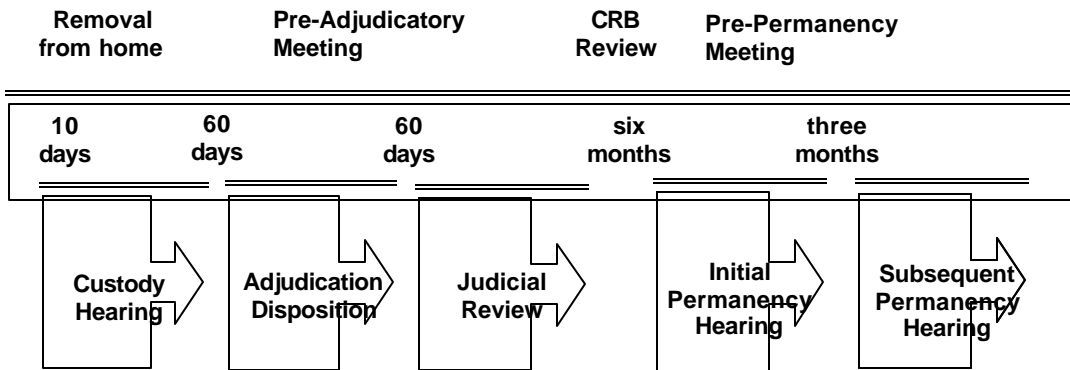 Removal
from home
Pre-Adjudicatory
Meeting
CRB
Review
Pre-Permanency
Meeting
10
days
60
days
60
days
six
months
three
months
Custody
Hearing
Adjudication
Disposition
Judicial
Review
Initial
Permanency
Hearing
Subsequent
Permanency
Hearing